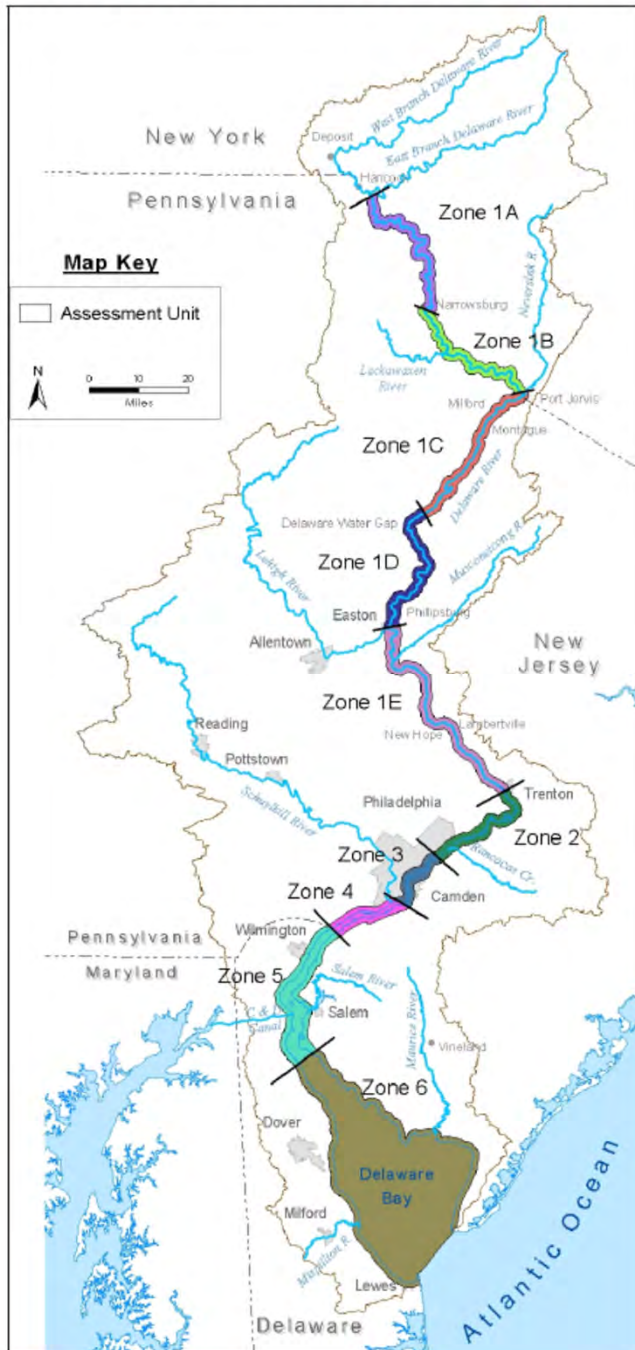 West Branch Delaware River
New York
Deposit
East Branch Delaware River
Hancock
Pennsylvania
Zone 1A
Map Key
Assessment Unit
Neversink R.
N
0 10 20
Miles
Narrowsburg
Zone 1B
Lackawaxen
River
Milford
Port Jervis
Montague
Zone 1C
Delaware River
Delaware Water Gap
Musconetcong R.
Lehigh River
Zone 1D
Easton
Phillipsburg
Allentown
New
Jersey
Zone 1E
Reading
Lambertville
New Hope
Pottstown
Trenton
Philadelphia
Schuylkill River
Zone 2
Zone 3
Rancocas Cr.
Camden
Zone 4
Wilmington
Pennsylvania
Maryland
Zone 5
Salem River
C & D
Canal
Salem
Maurice River
Vineland
Zone 6
Dover
Delaware
Bay
Milford
Mispillion R.
Lewes
Atlantic Ocean
Delaware